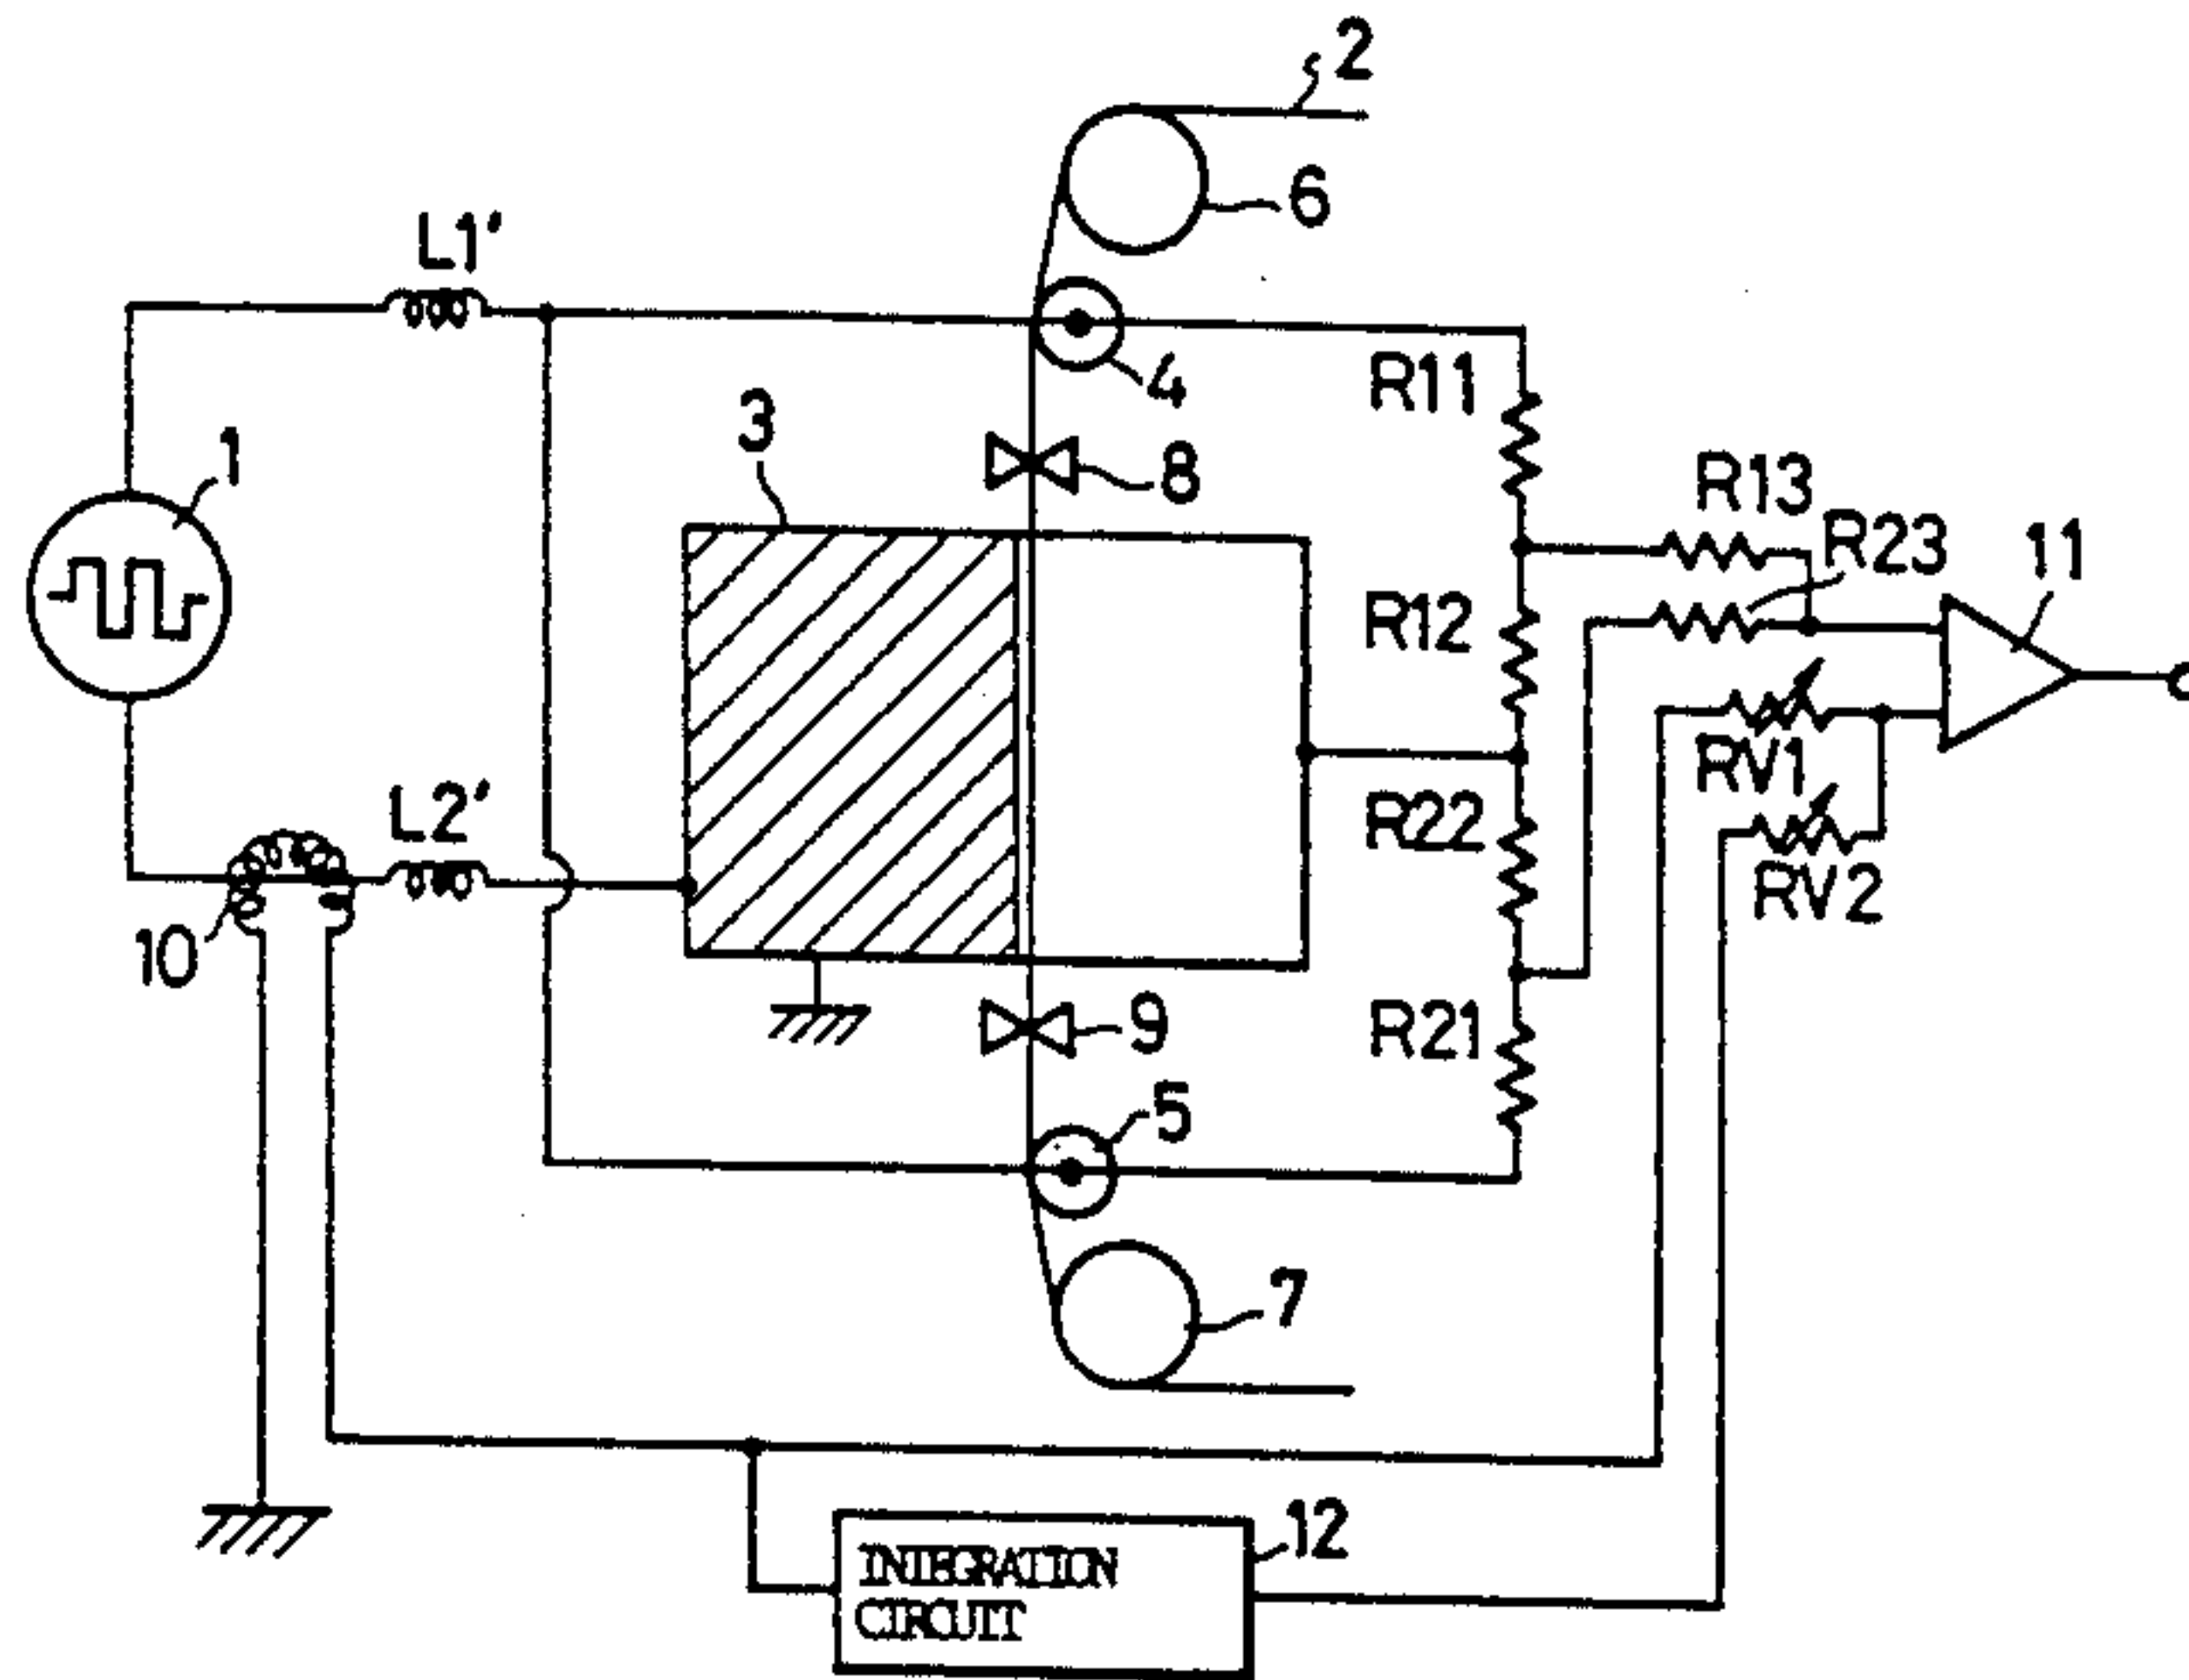 2
6
L1'
4
R11
3
8
1
R13
R23
11
R12
RV1
L2'
R22
RV2
10
9
R21
5
7
12
INTEGRATION
CIRCUIT